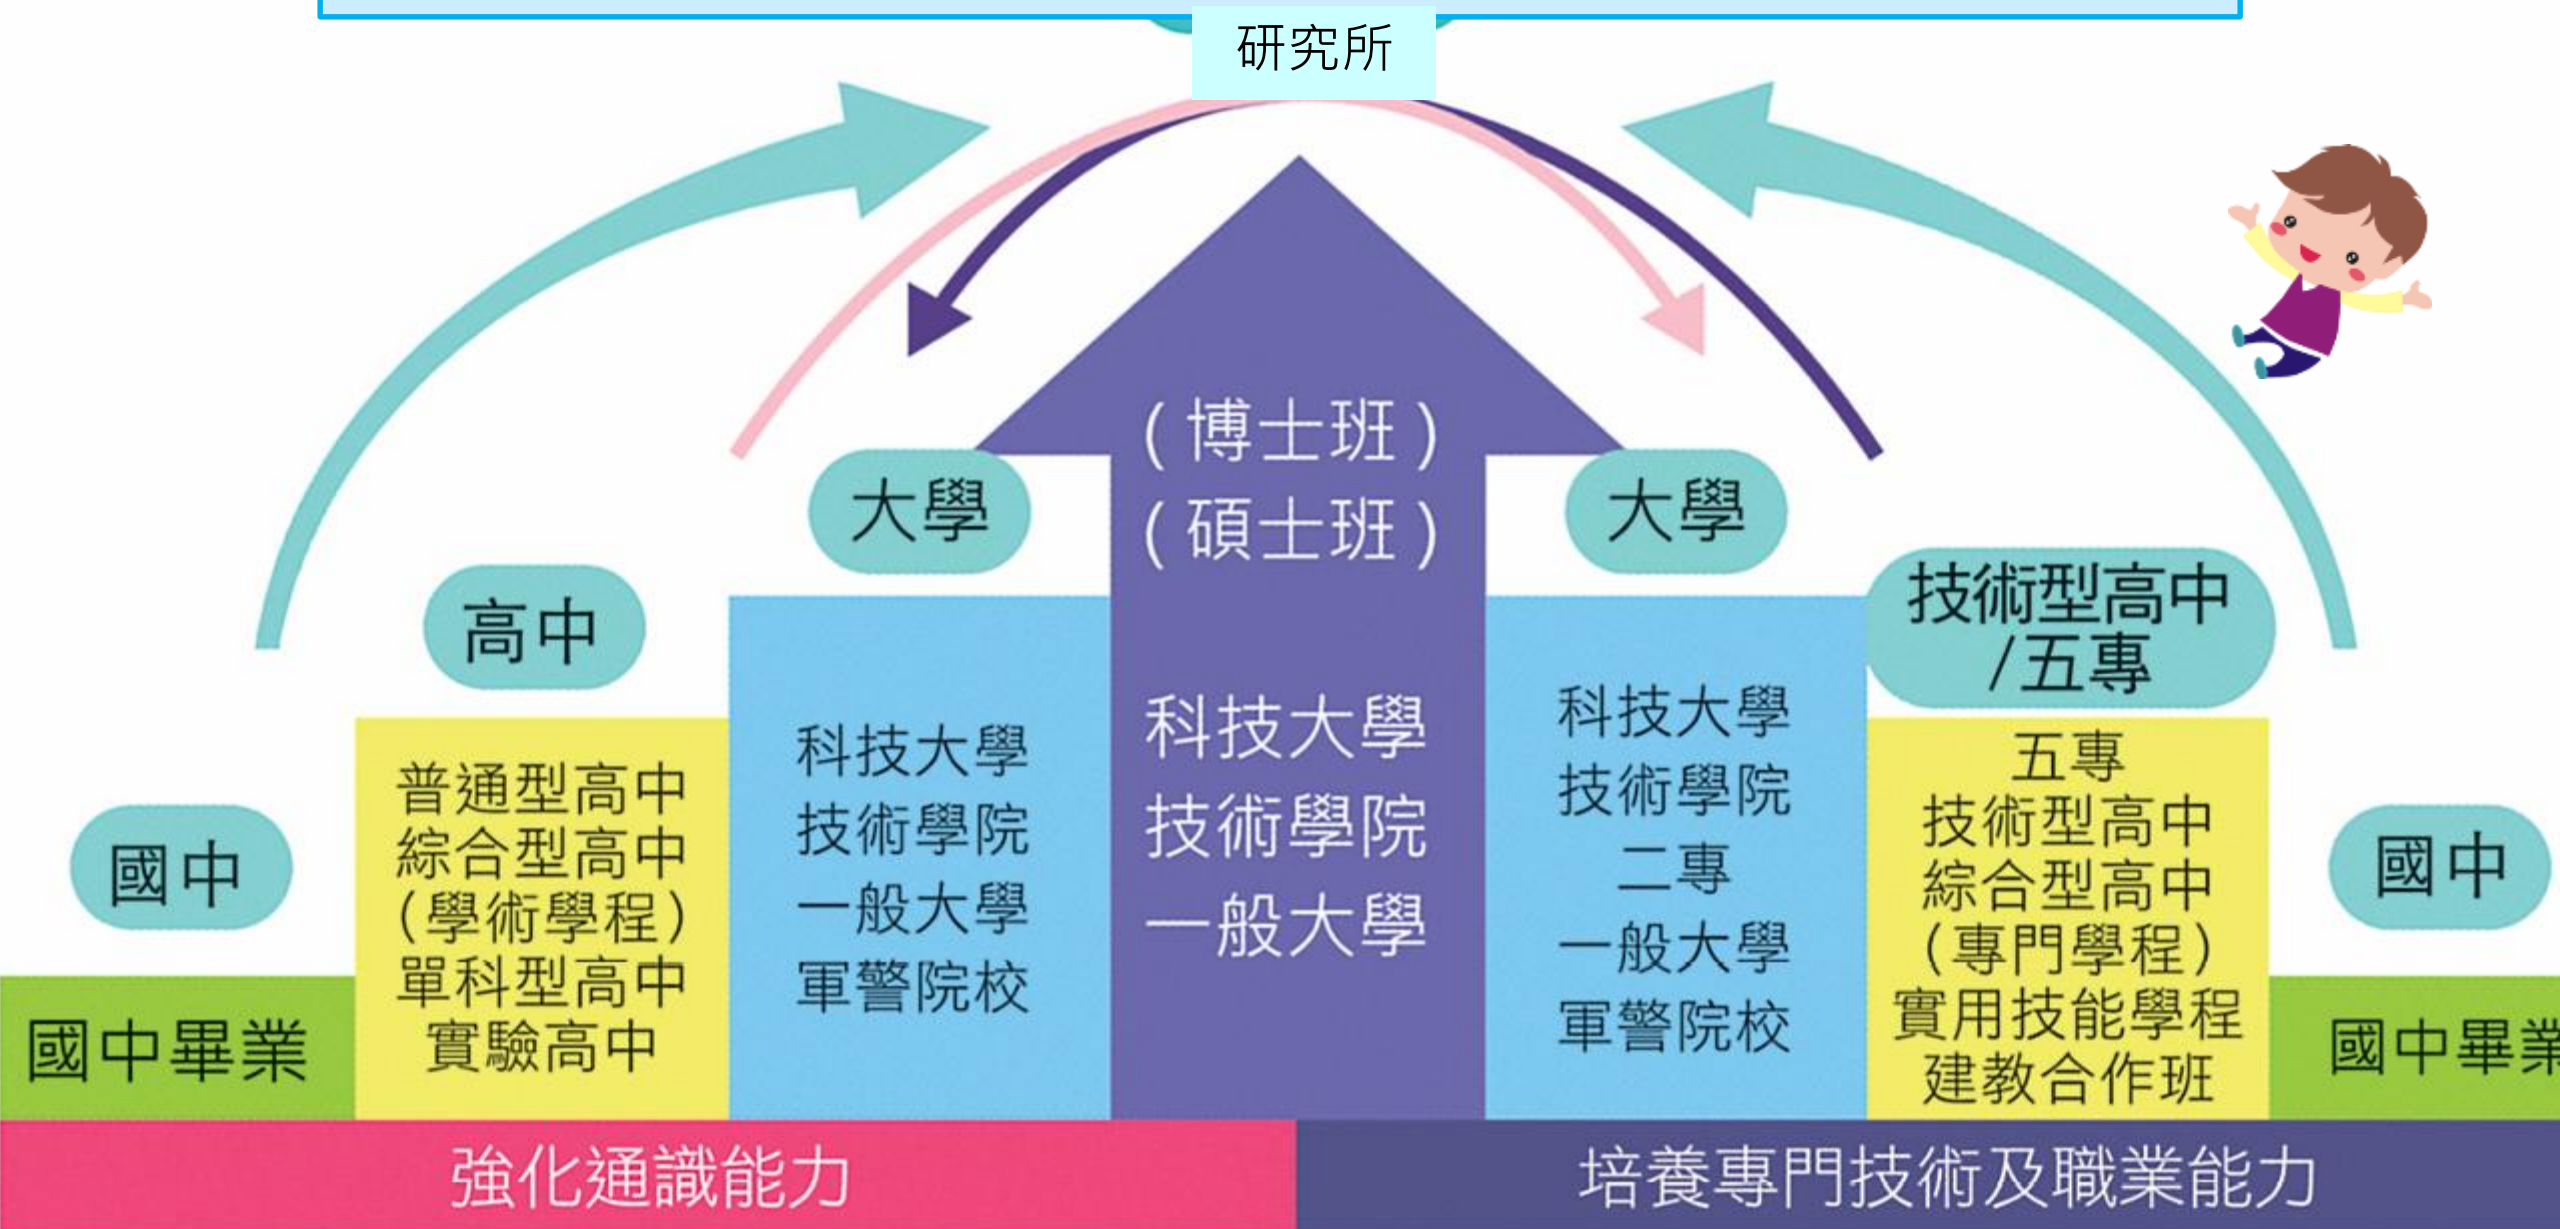 研究所
(博士班)
(碩士班)
科技大學
技術學院
一般大學
大學
科技大學
技術學院
一般大學
軍警院校
高中
普通型高中
綜合型高中
(學術學程)
單科型高中
實驗高中
國中
國中畢業
大學
科技大學
技術學院
二專
一般大學
軍警院校
技術型高中
/五專
五專
技術型高中
綜合型高中
(專門學程)
實用技能學程
建教合作班
國中
國中畢業
強化通識能力
培養專門技術及職業能力